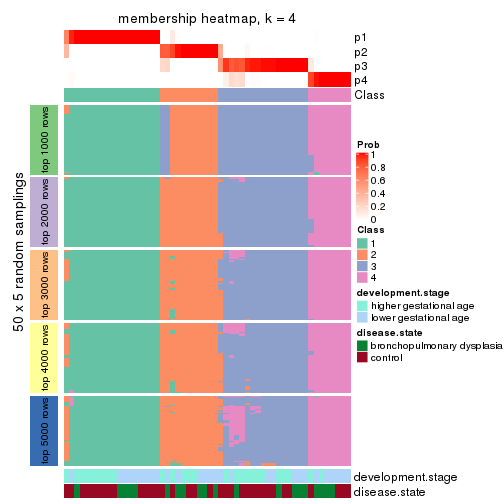 membership heatmap, k = 4
p1
p2
p3
p4
Class
50 x 5 random samplings
top 1000 rows
top 2000 rows
top 3000 rows
top 4000 rows
top 5000 rows
Prob
1
0.8
0.6
0.4
0.2
0
Class
1
2
3
4
development.stage
higher gestational age
lower gestational age
disease.state
bronchopulmonary dysplasia
control
development.stage
disease.state